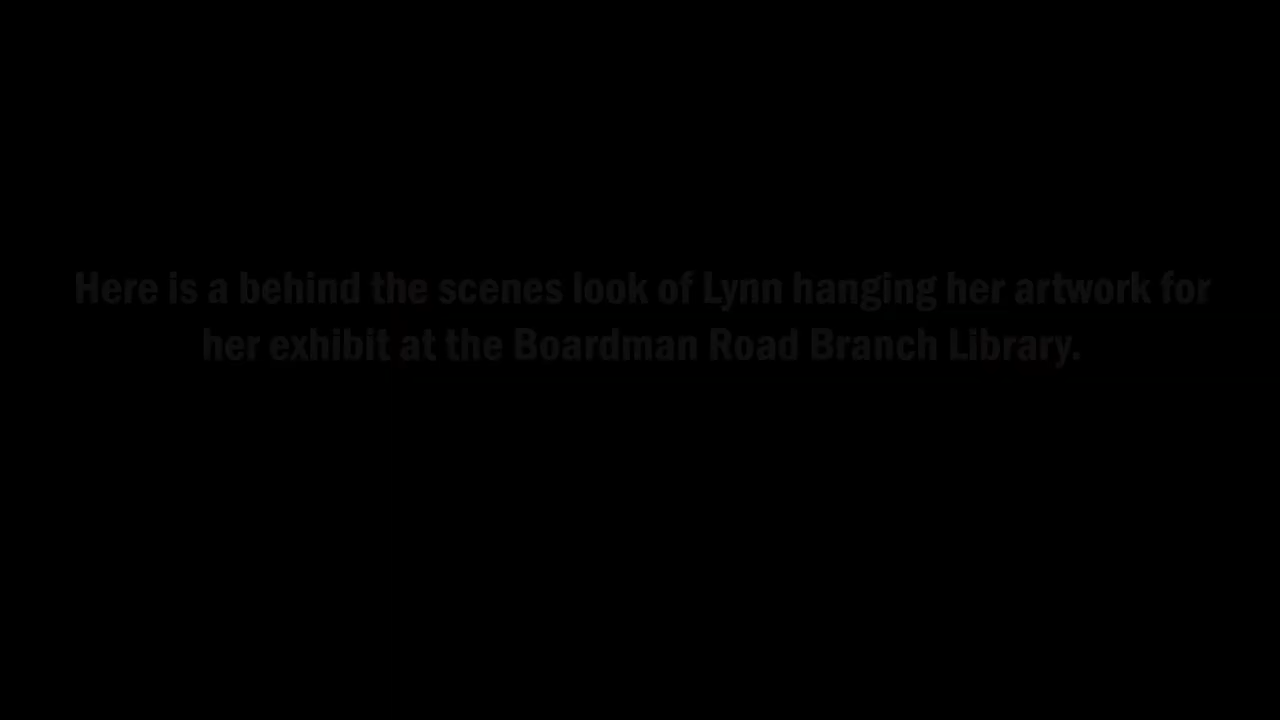 Here is a behind the scenes look of Lynn hanging her artwork for
her exhibit at the Boardman Road Branch Library.